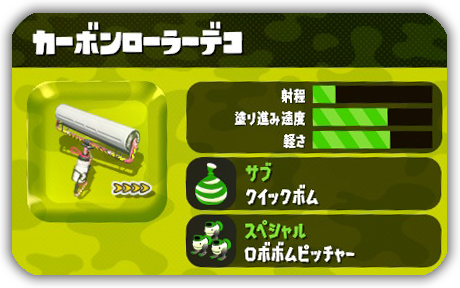 カーボンローラーデコ
射程
塗り進み速度
軽さ
サブ
クイックボム
スペシャル
ロボボムピッチャー